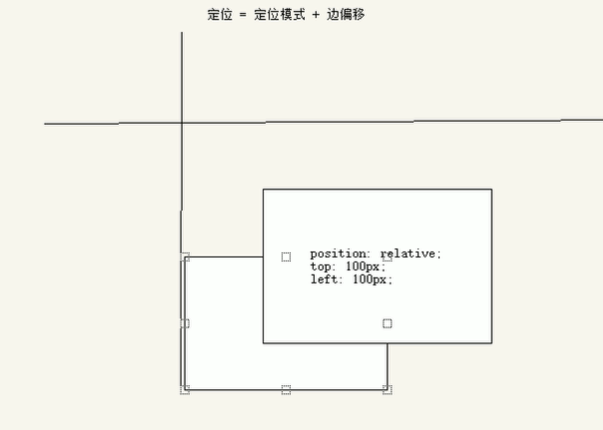 定位 = 定位模式 + 边偏移
position: relative;
top: 100px;
left: 100px;